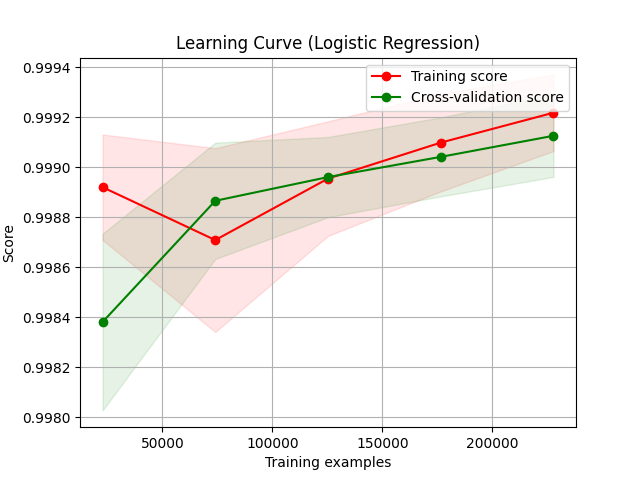 Learning Curve (Logistic Regression)
Training score
Cross-validation score
0.9994
0.9992
0.9990
0.9988
0.9986
0.9984
0.9982
0.9980
Score
50000 100000 150000 200000
Training examples